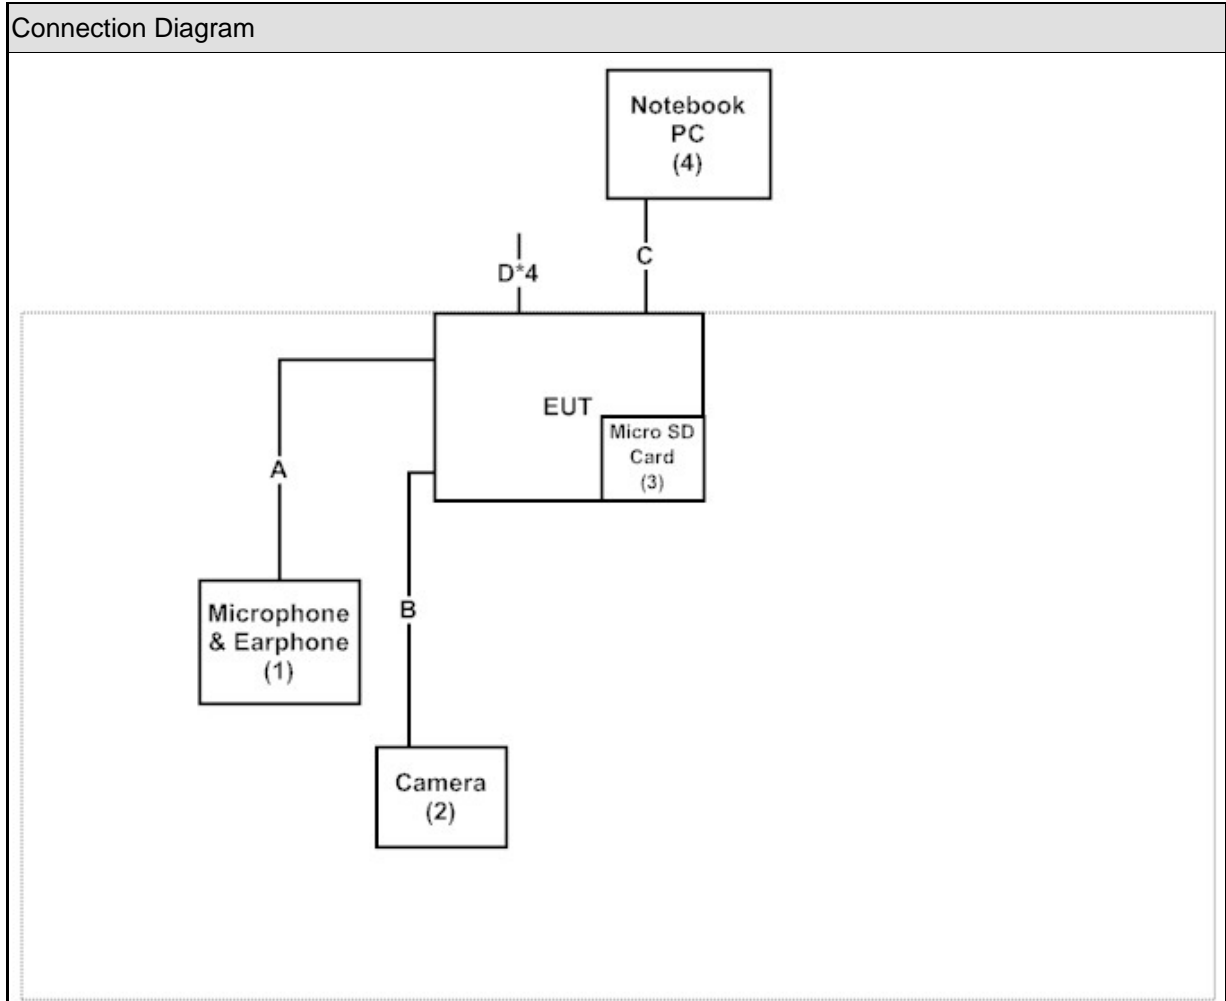 Connection Diagram
Notebook
PC
(4)
D*4
C
EUT
Micro SD
Card
(3)
A
B
Microphone
& Earphone
(1)
Camera
(2)